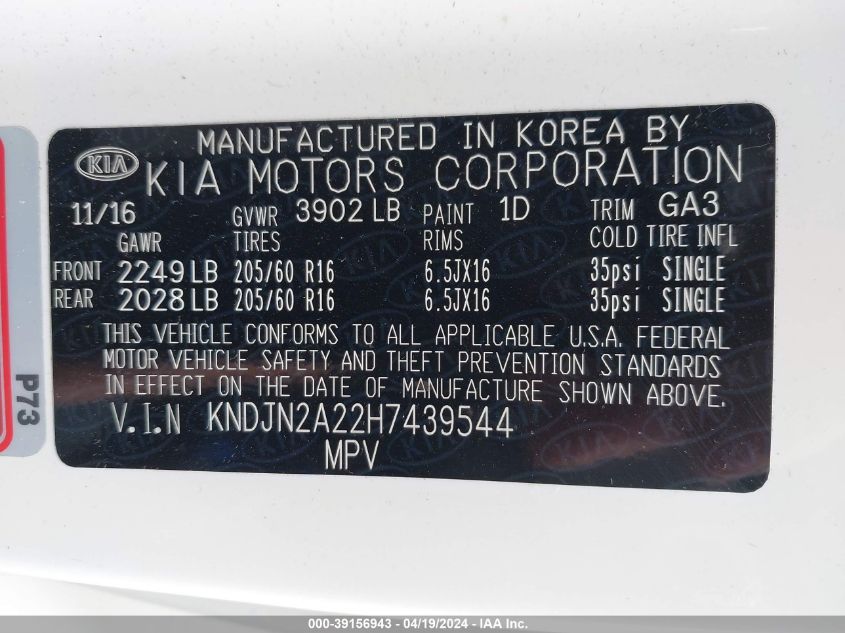 MANUFACTURED IN KOREA BY
KIA KIA MOTORS CORPORATION
11/16 GVWR 3902 LB PAINT 1D TRIM GA3
GAWR TIRES RIMS COLD TIRE INFL
FRONT 2249 LB 205/60 R16 6.5JX16 35psi SINGLE
REAR 2028 LB 205/60 R16 6.5JX16 35psi SINGLE
THIS VEHICLE CONFORMS TO ALL APPLICABLE U.S.A. FEDERAL
MOTOR VEHICLE SAFETY AND THEFT PREVENTION STANDARDS
IN EFFECT ON THE DATE OF MANUFACTURE SHOWN ABOVE.
V.I.N KNDJN2A22H7439544
MPV
P73
000-39156943 - 04/19/2024 - IAA Inc.